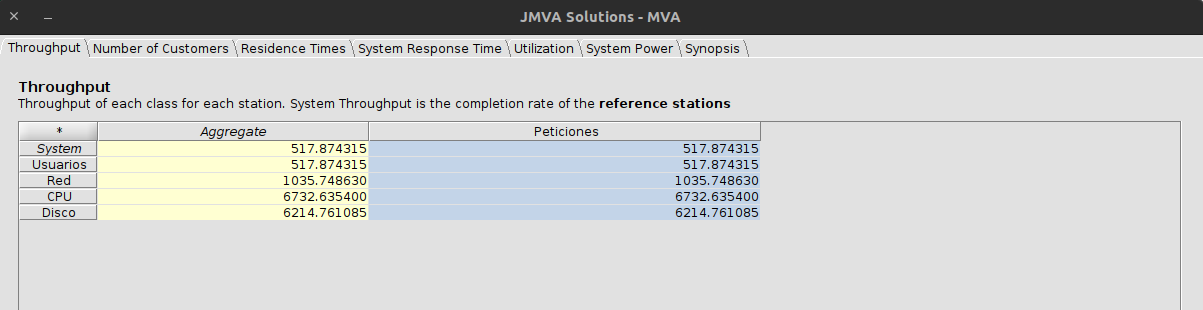 JMVA Solutions - MVA
Throughput Number of Customers Residence Times System Response Time Utilization System Power Synopsis
Throughput
Throughput of each class for each station. System Throughput is the completion rate of the reference stations
* Aggregate Peticiones
System 517.874315 517.874315
Usuarios 517.874315 517.874315
Red 1035.748630 1035.748630
CPU 6732.635400 6732.635400
Disco 6214.761085 6214.761085